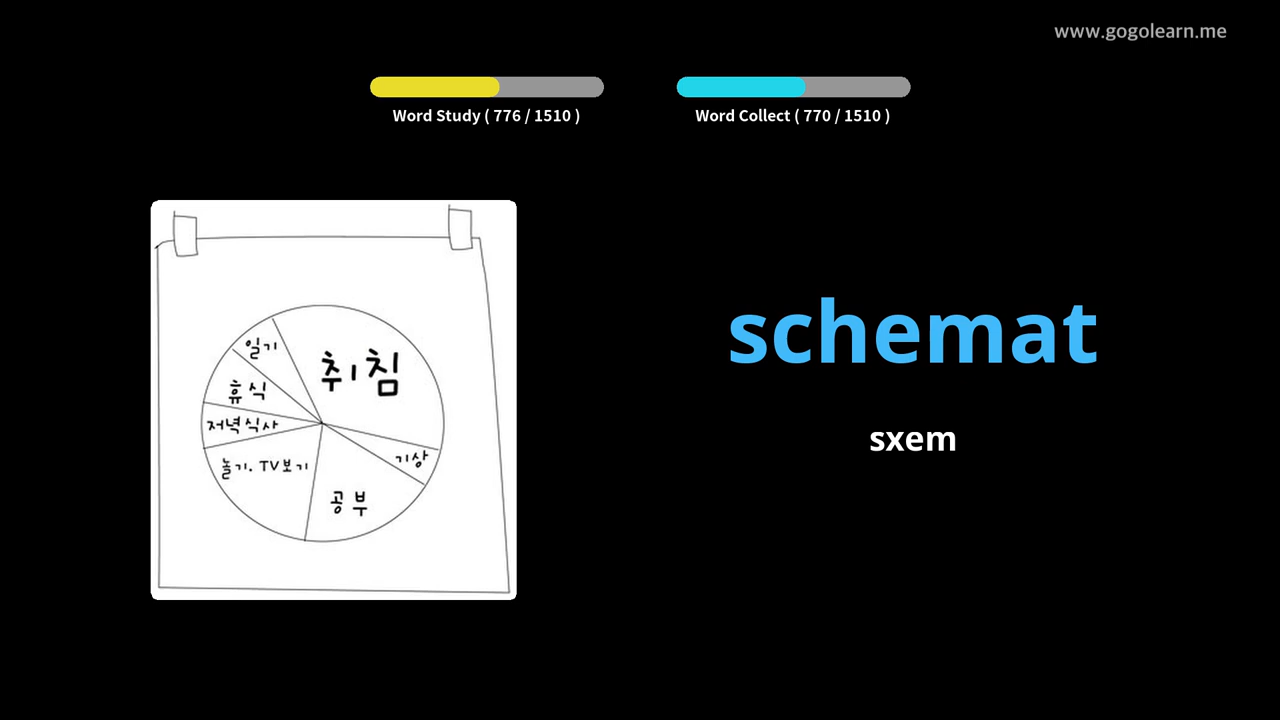 www.gogolearn.me
Word Study ( 776 / 1510 )
Word Collect ( 770 / 1510 )
일기
취침
휴식
저녁식사
놀기. TV보기
기상
공부
schemat
sxem